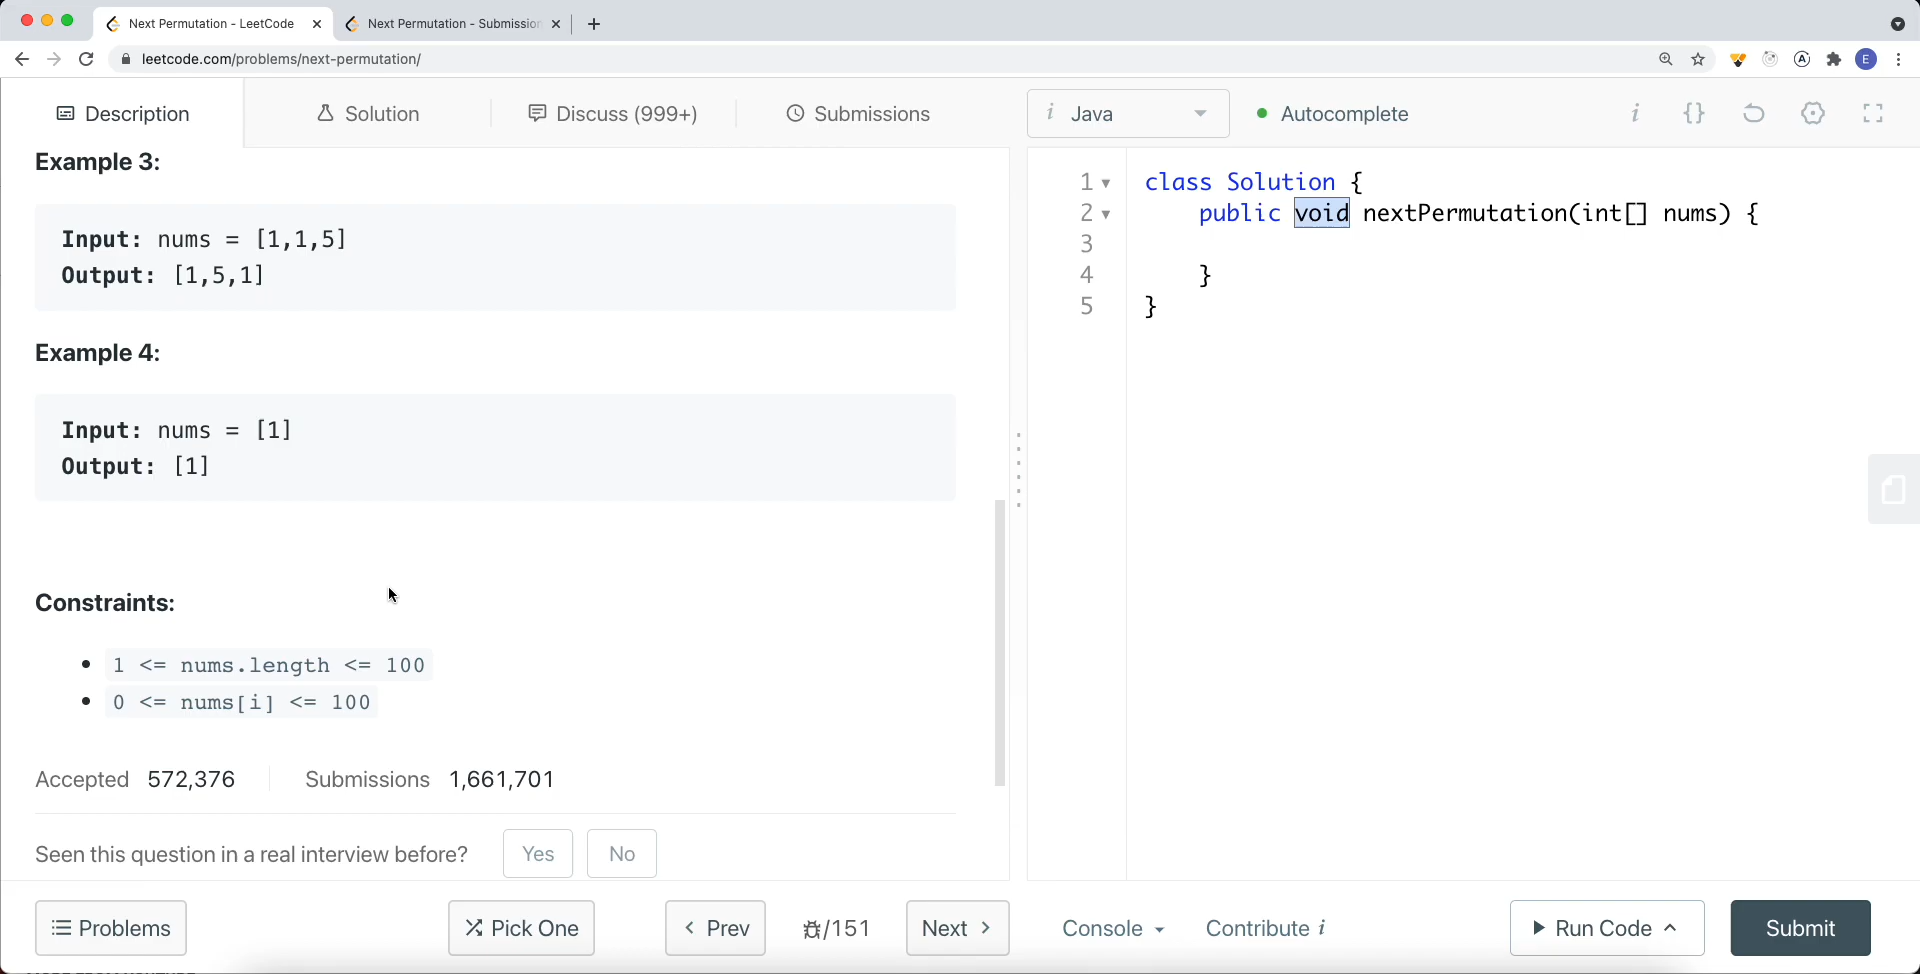 Next Permutation - LeetCode
Next Permutation - Submission
leetcode.com/problems/next-permutation/
A
E
Description
Solution
Discuss (999+)
Submissions
i Java
Autocomplete
i
{}
Example 3:
Input: nums = [1,1,5]
Output: [1,5,1]
Example 4:
Input: nums = [1]
Output: [1]
Constraints:
1 <= nums.length <= 100
0 <= nums[i] <= 100
Accepted 572,376
Submissions 1,661,701
Seen this question in a real interview before?
Yes
No
1 class Solution {
2 public void nextPermutation(int[] nums) {
3
4 }
5 }
Problems
Pick One
Prev
/151
Next
Console
Contribute i
Run Code
Submit